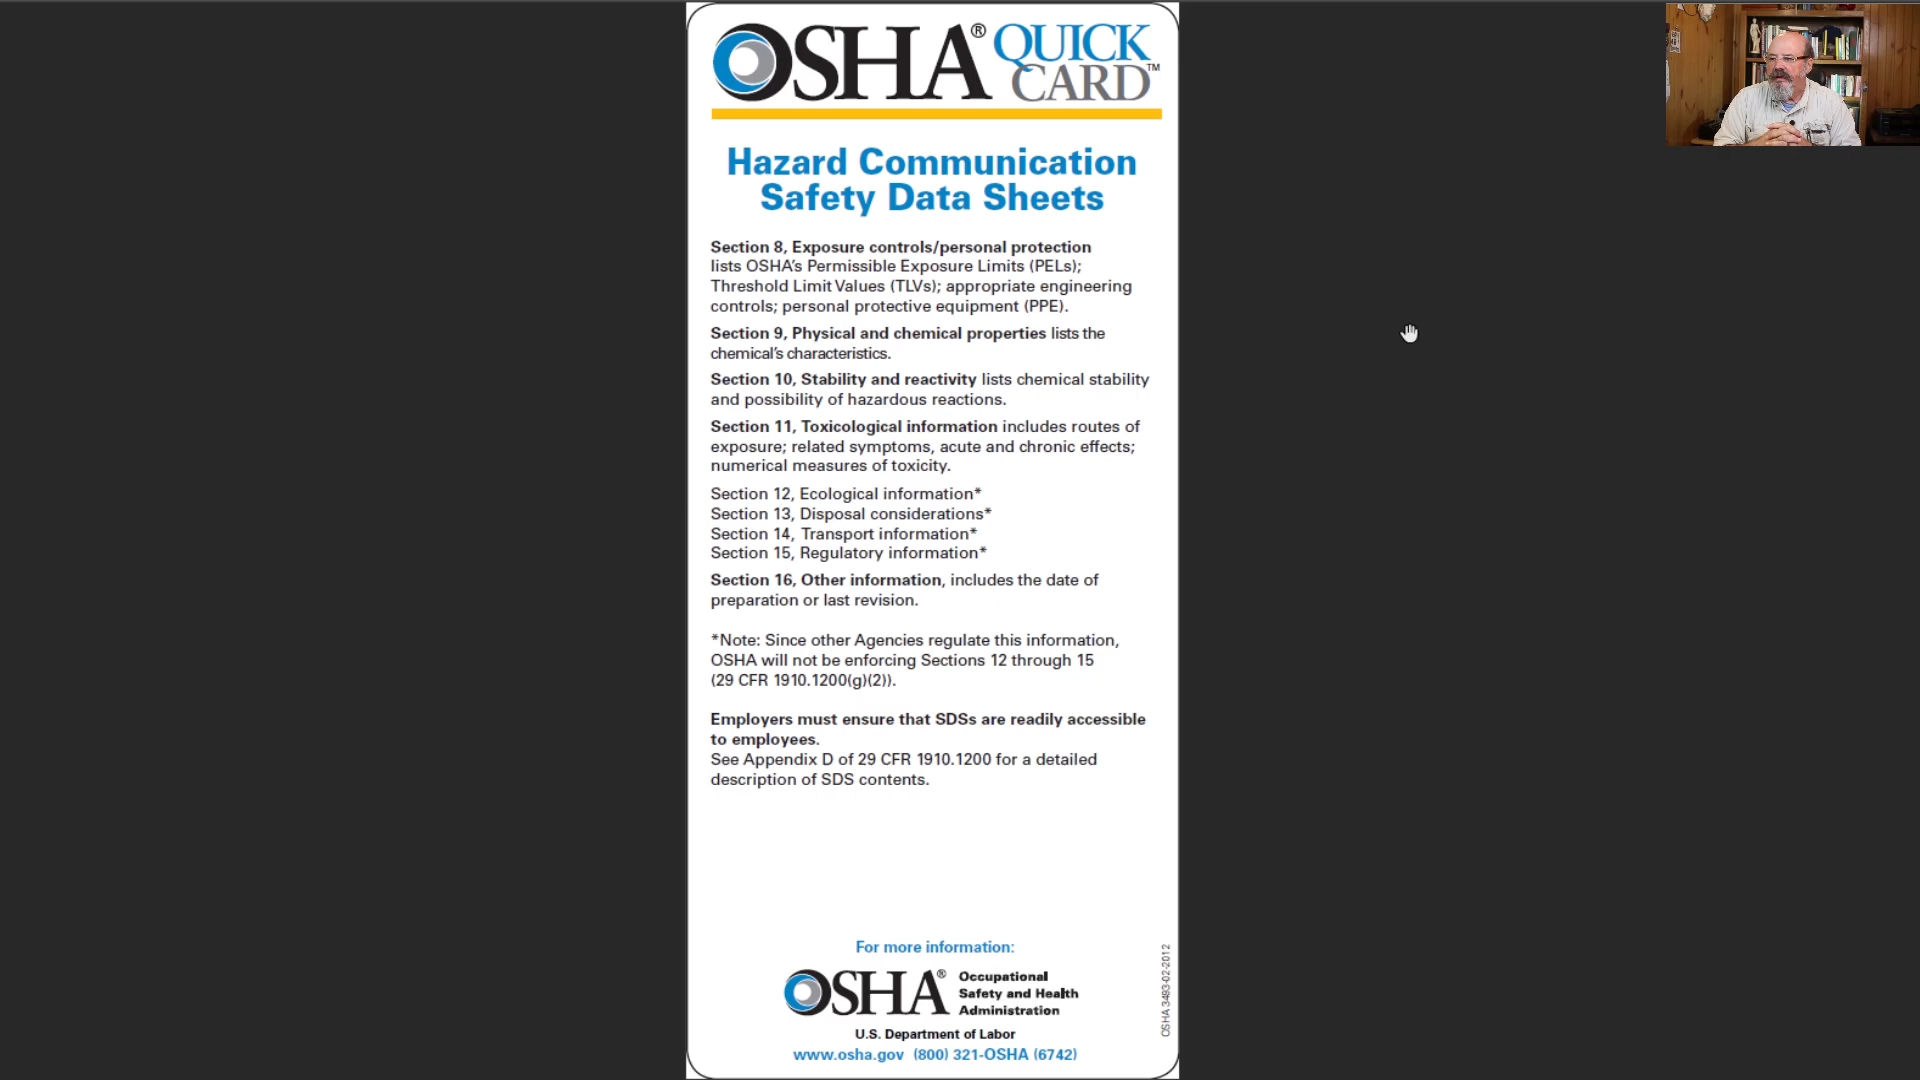 OSHA® QUICK CARD™
Hazard Communication
Safety Data Sheets
Section 8, Exposure controls/personal protection
lists OSHA's Permissible Exposure Limits (PELs);
Threshold Limit Values (TLVs); appropriate engineering
controls; personal protective equipment (PPE).
Section 9, Physical and chemical properties lists the
chemical's characteristics.
Section 10, Stability and reactivity lists chemical stability
and possibility of hazardous reactions.
Section 11, Toxicological information includes routes of
exposure; related symptoms, acute and chronic effects;
numerical measures of toxicity.
Section 12, Ecological information*
Section 13, Disposal considerations*
Section 14, Transport information*
Section 15, Regulatory information*
Section 16, Other information, includes the date of
preparation or last revision.
*Note: Since other Agencies regulate this information,
OSHA will not be enforcing Sections 12 through 15
(29 CFR 1910.1200(g)(2)).
Employers must ensure that SDSs are readily accessible
to employees.
See Appendix D of 29 CFR 1910.1200 for a detailed
description of SDS contents.
For more information:
OSHA® Occupational
Safety and Health
Administration
U.S. Department of Labor
www.osha.gov (800) 321-OSHA (6742)
OSHA 3493-02-2012